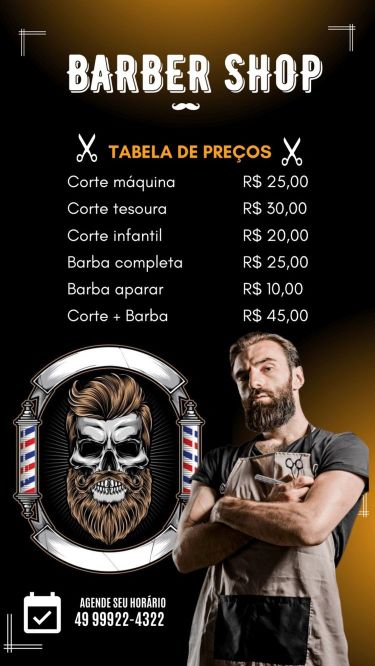 BARBER SHOP
TABELA DE PREÇOS
Corte máquina R$ 25,00
Corte tesoura R$ 30,00
Corte infantil R$ 20,00
Barba completa R$ 25,00
Barba aparar R$ 10,00
Corte + Barba R$ 45,00
AGENDE SEU HORÁRIO
49 99922-4322